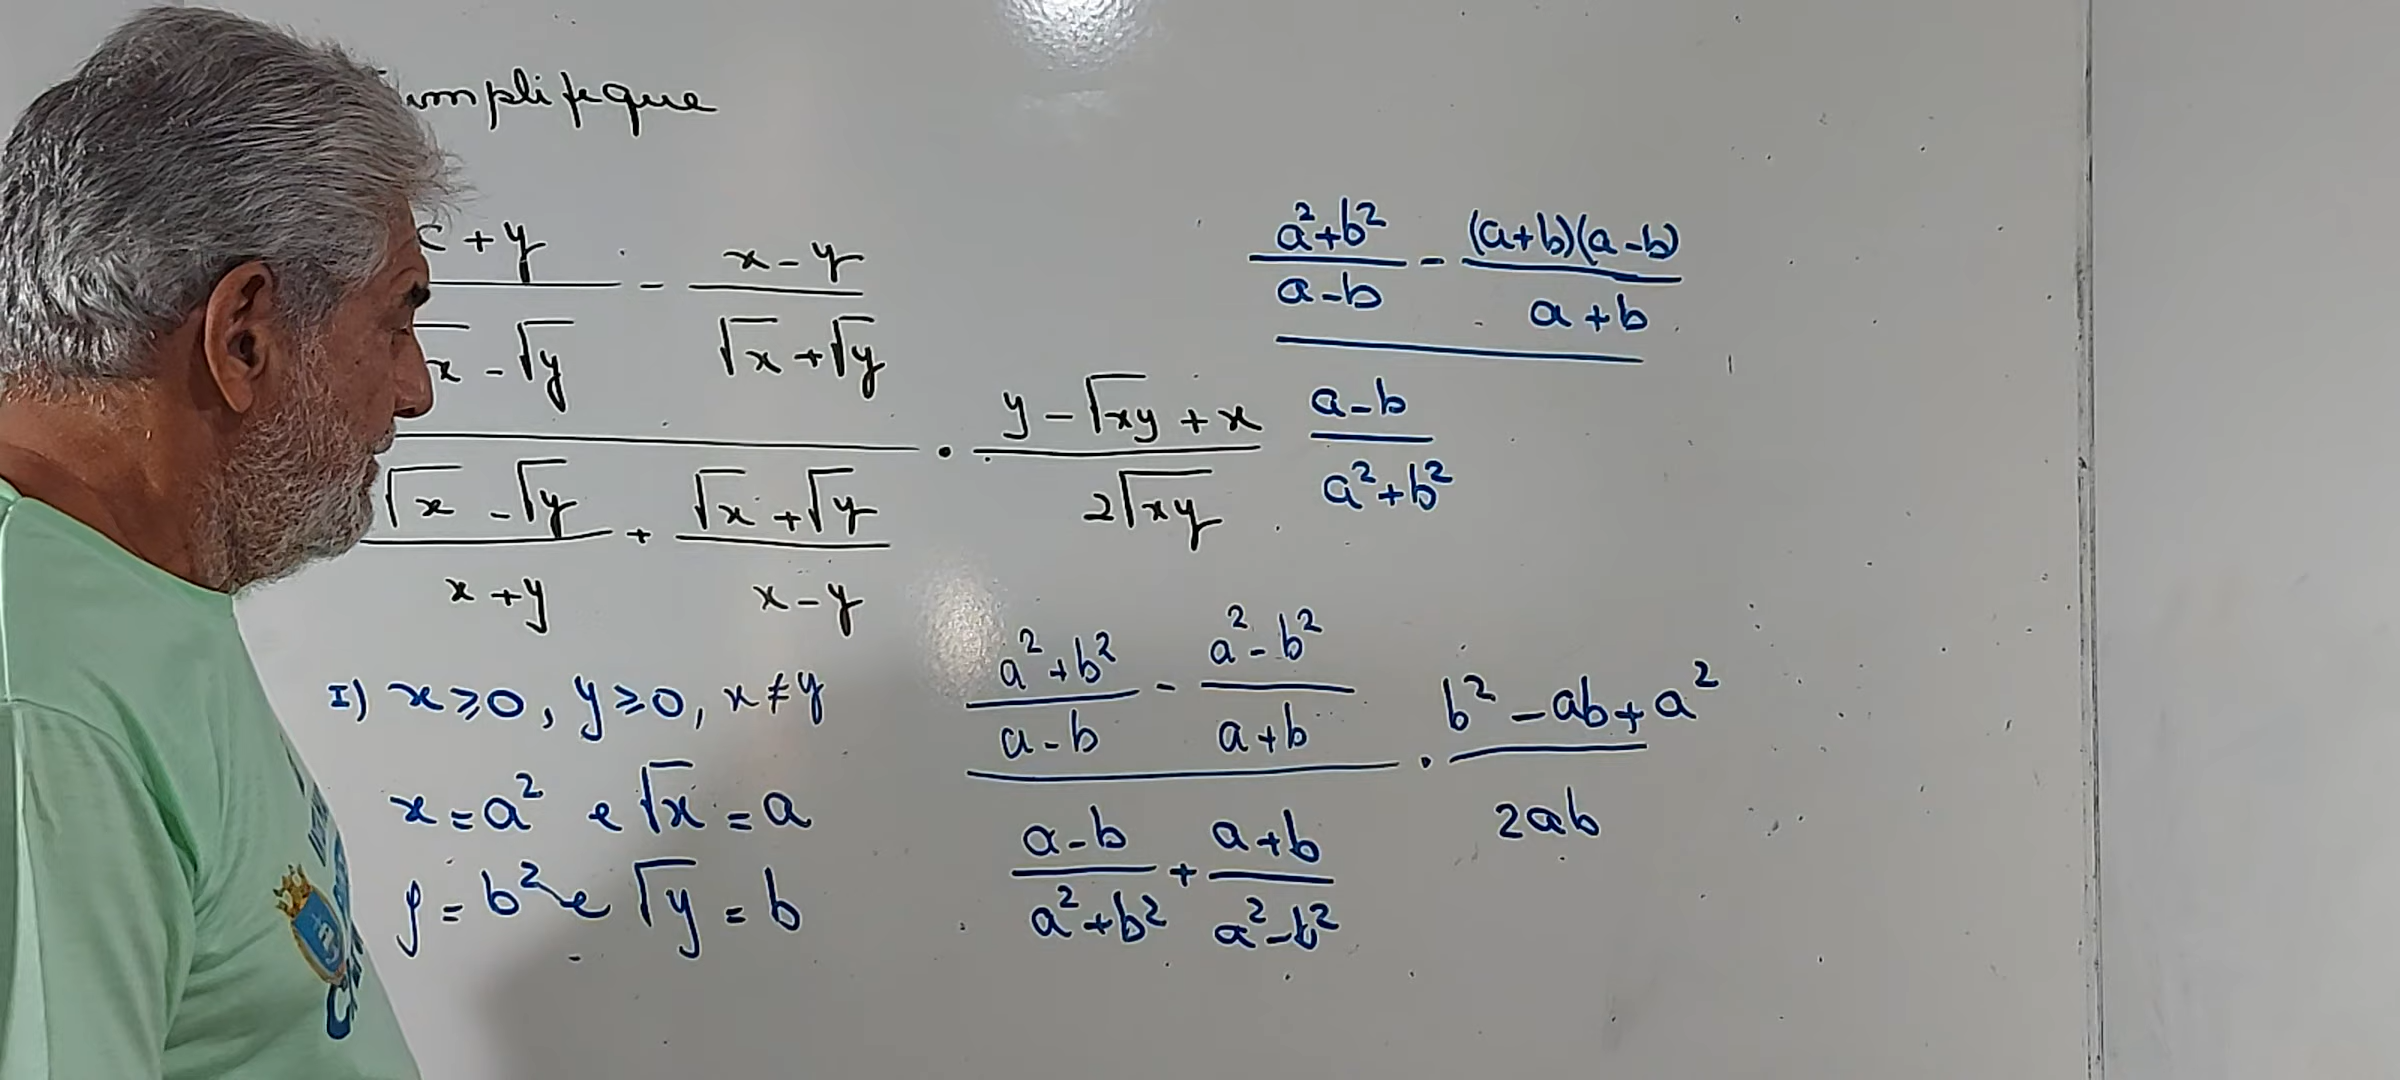 implifique
+ y / √x - √y - x - y / √x + √y
√x - √y / x + y + √x + √y / x - y · y - √xy + x / 2√xy
I) x ⩾ 0, y ⩾ 0, x ≠ y
x = a² e √x = a
y = b² e √y = b
a² + b² / a - b - (a + b)(a - b) / a + b
a - b / a² + b²
a² + b² / a - b - a² - b² / a + b
a - b / a² + b² + a + b / a² - b² · b² - ab + a² / 2ab